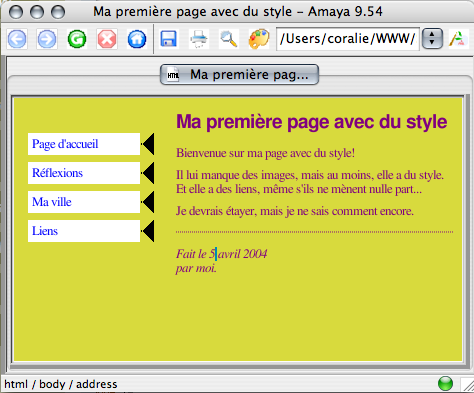 Ma première page avec du style - Amaya 9.54
/Users/coralie/WWW/
HTML
Ma première pag...
Ma première page avec du style
Page d'accueil
Réflexions
Ma ville
Liens
Bienvenue sur ma page avec du style!
Il lui manque des images, mais au moins, elle a du style.
Et elle a des liens, même s'ils ne mènent nulle part...
Je devrais étayer, mais je ne sais comment encore.
Fait le 5 avril 2004
par moi.
html / body / address